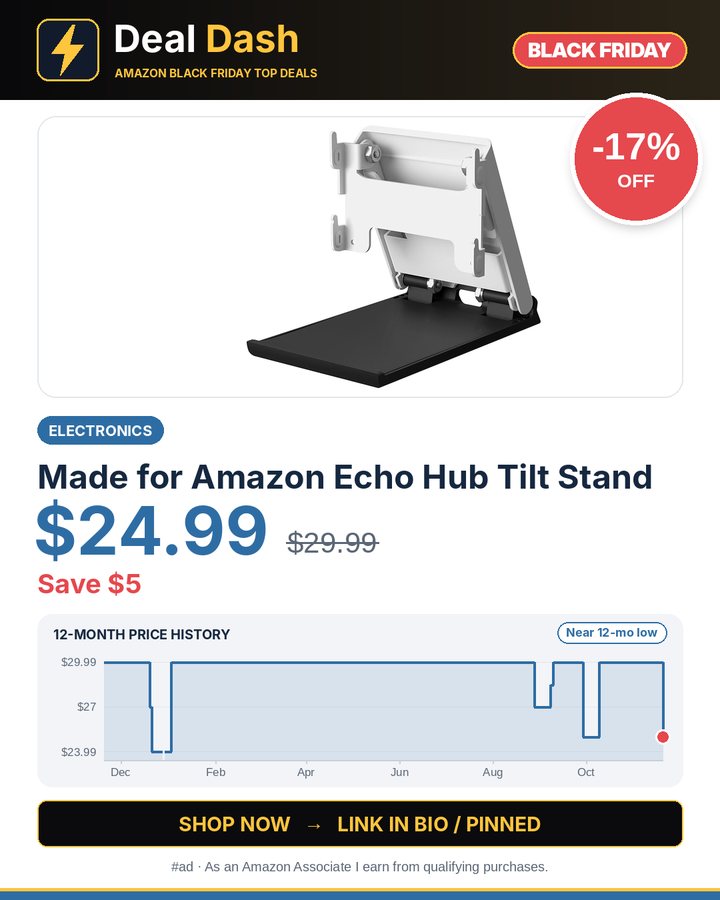 Deal Dash
AMAZON BLACK FRIDAY TOP DEALS
BLACK FRIDAY
-17%
OFF
ELECTRONICS
Made for Amazon Echo Hub Tilt Stand
$24.99 $29.99
Save $5
12-MONTH PRICE HISTORY
Near 12-mo low
$29.99
$27
$23.99
Dec Feb Apr Jun Aug Oct
SHOP NOW → LINK IN BIO / PINNED
#ad · As an Amazon Associate I earn from qualifying purchases.